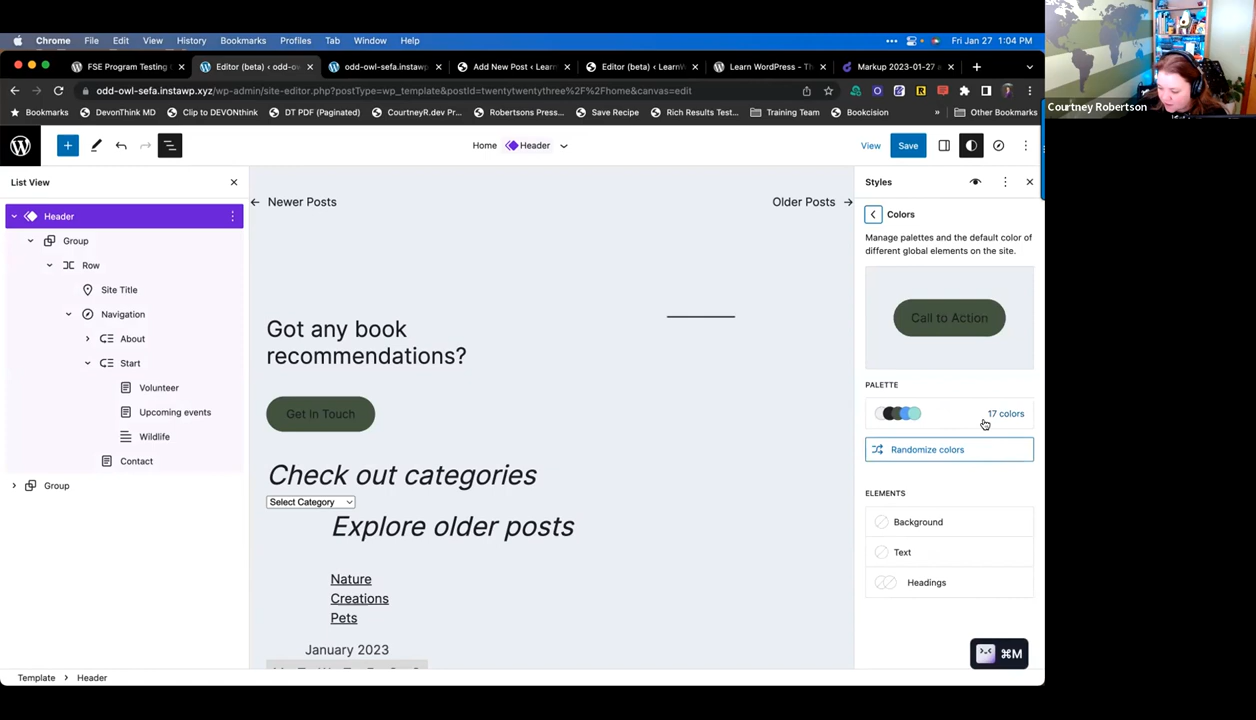 Chrome File Edit View History Bookmarks Profiles Tab Window Help
Fri Jan 27 1:04 PM
FSE Program Testing C
Editor (beta) ‹ odd-ow
odd-owl-sefa.instawp
Add New Post ‹ Learn
Editor (beta) ‹ LearnW
Learn WordPress – Th
Markup 2023-01-27 a
odd-owl-sefa.instawp.xyz/wp-admin/site-editor.php?postType=wp_template&postId=twentytwentythree%2F%2Fhome&canvas=edit
Bookmarks DevonThink MD Clip to DEVONthink DT PDF (Paginated) CourtneyR.dev Pr... Robertsons Press... Save Recipe Rich Results Test... Training Team Bookcision » Other Bookmarks
Courtney Robertson
Home Header
View Save
List View
Header
Group
Row
Site Title
Navigation
About
Start
Volunteer
Upcoming events
Wildlife
Contact
Group
← Newer Posts
Older Posts →
Got any book
recommendations?
Get In Touch
Check out categories
Select Category
Explore older posts
Nature
Creations
Pets
January 2023
Styles
Colors
Manage palettes and the default color of
different global elements on the site.
Call to Action
PALETTE
17 colors
Randomize colors
ELEMENTS
Background
Text
Headings
⌘M
Template › Header